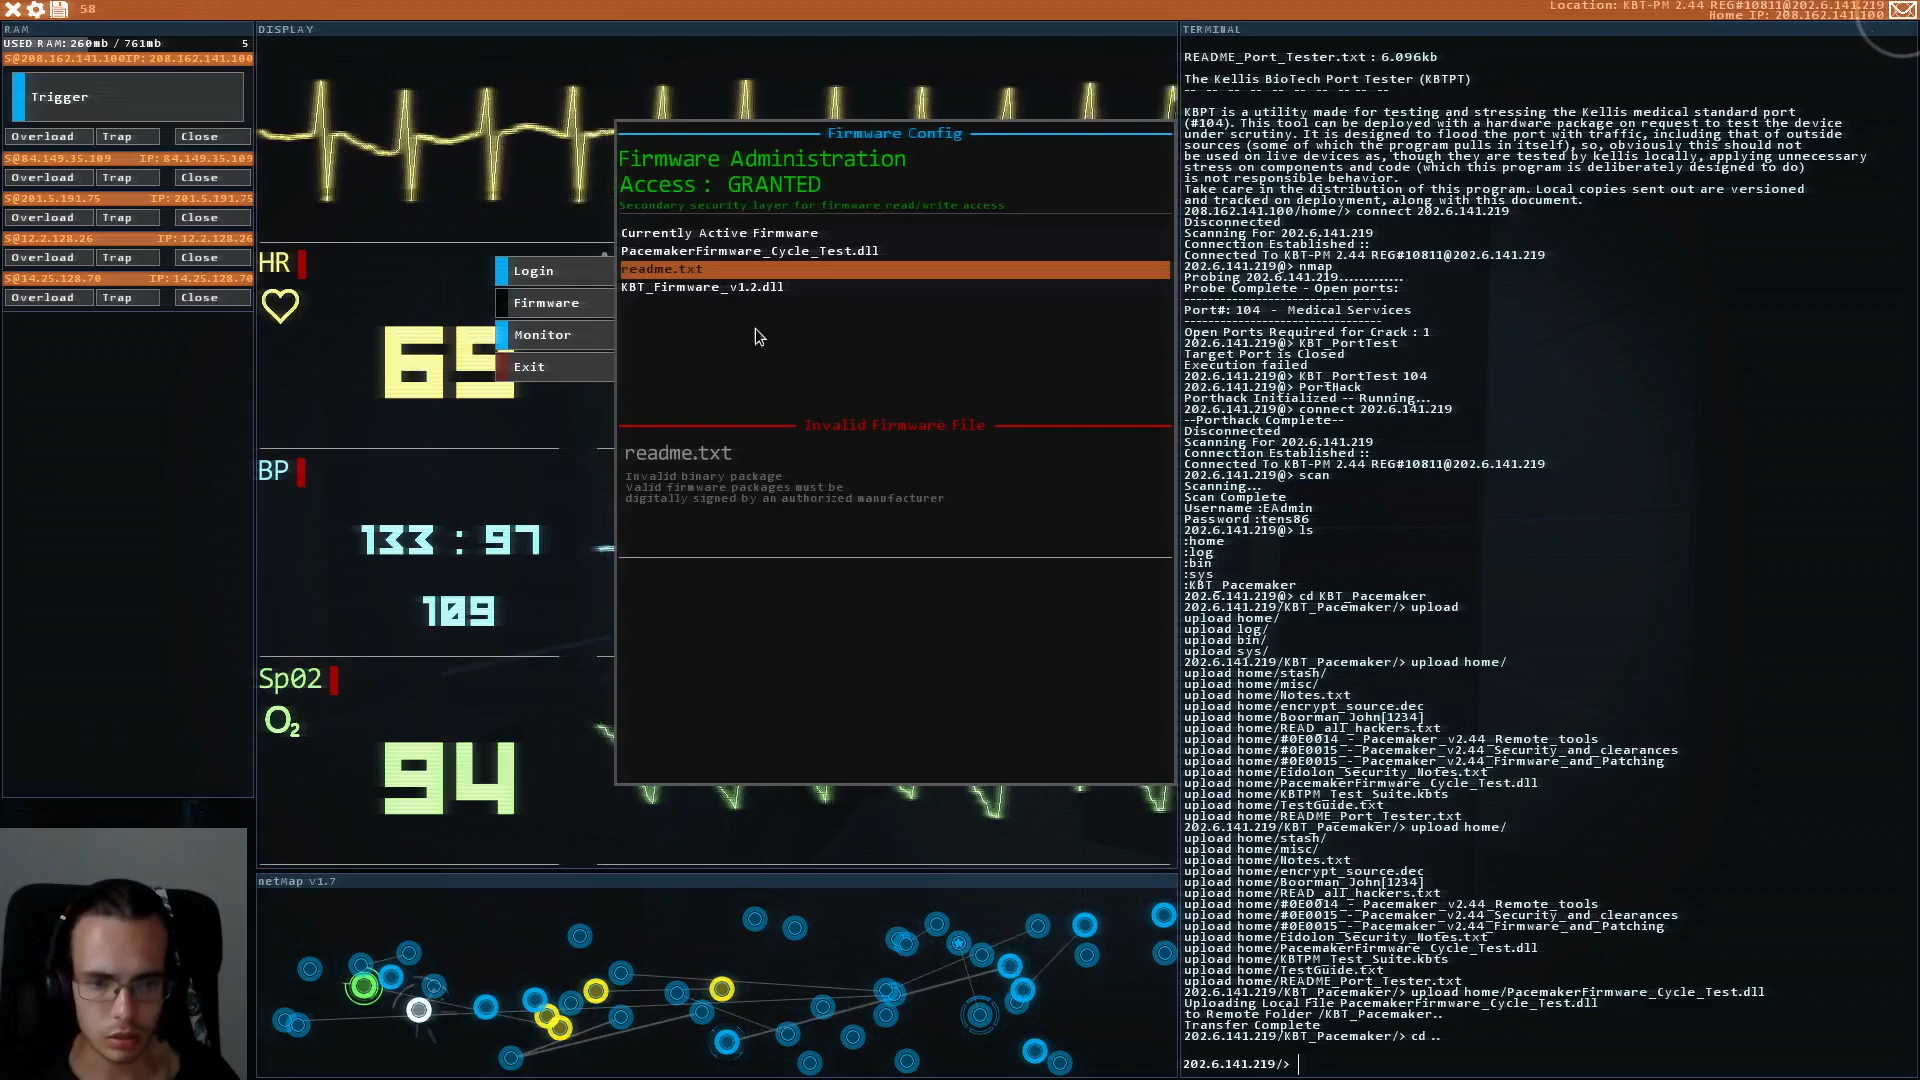 58
Location: KBT-PM 2.44 REG#10811@202.6.141.219
Home IP: 208.162.141.100
RAM
USED RAM: 260mb / 761mb 5
S@208.162.141.100 IP: 208.162.141.100
Trigger
Overload Trap Close
S@84.149.35.109 IP: 84.149.35.109
Overload Trap Close
S@201.5.191.75 IP: 201.5.191.75
Overload Trap Close
S@12.2.128.26 IP: 12.2.128.26
Overload Trap Close
S@14.25.128.70 IP: 14.25.128.70
Overload Trap Close
DISPLAY
HR
65
BP
133 : 97
109
SpO2
O2
94
Login
Firmware
Monitor
Exit
Firmware Config
Firmware Administration
Access : GRANTED
Secondary security layer for firmware read/write access
Currently Active Firmware
PacemakerFirmware_Cycle_Test.dll
readme.txt
KBT_Firmware_v1.2.dll
Invalid Firmware File
readme.txt
Invalid binary package
Valid firmware packages must be
digitally signed by an authorized manufacturer
netMap v1.7
TERMINAL
README_Port_Tester.txt : 6.096kb
The Kellis BioTech Port Tester (KBTPT)
-- -- -- -- -- -- -- -- --
KBPT is a utility made for testing and stressing the Kellis medical standard port
(#104). This tool can be deployed with a hardware package on request to test the device
under scrutiny. It is designed to flood the port with traffic, including that of outside
sources (some of which the program pulls in itself), so, obviously this should not
be used on live devices as, though they are tested by kellis locally, applying unnecessary
stress on components and code (which this program is deliberately designed to do)
is not responsible behavior.
Take care in the distribution of this program. Local copies sent out are versioned
and tracked on deployment, along with this document.
208.162.141.100/home/> connect 202.6.141.219
Disconnected
Scanning For 202.6.141.219
Connection Established ::
Connected To KBT-PM 2.44 REG#10811@202.6.141.219
202.6.141.219@> nmap
Probing 202.6.141.219.............
Probe Complete - Open ports:
---------------------------------
Port#: 104 - Medical Services
---------------------------------
Open Ports Required for Crack : 1
202.6.141.219@> KBT_PortTest
Target Port is Closed
Execution failed
202.6.141.219@> KBT_PortTest 104
202.6.141.219@> PortHack
Porthack Initialized -- Running...
202.6.141.219@> connect 202.6.141.219
--Porthack Complete--
Disconnected
Scanning For 202.6.141.219
Connection Established ::
Connected To KBT-PM 2.44 REG#10811@202.6.141.219
202.6.141.219@> scan
Scanning...
Scan Complete
Username :EAdmin
Password :tens86
202.6.141.219@> ls
:home
:log
:bin
:sys
:KBT_Pacemaker
202.6.141.219@> cd KBT_Pacemaker
202.6.141.219/KBT_Pacemaker/> upload
upload home/
upload log/
upload bin/
upload sys/
202.6.141.219/KBT_Pacemaker/> upload home/
upload home/stash/
upload home/misc/
upload home/Notes.txt
upload home/encrypt_source.dec
upload home/Boorman_John[1234]
upload home/READ_all_hackers.txt
upload home/#0E0014_-_Pacemaker_v2.44_Remote_tools
upload home/#0E0015_-_Pacemaker_v2.44_Security_and_clearances
upload home/#0E0015_-_Pacemaker_v2.44_Firmware_and_Patching
upload home/Eidolon_Security_Notes.txt
upload home/PacemakerFirmware_Cycle_Test.dll
upload home/KBTPM_Test_Suite.kbts
upload home/TestGuide.txt
upload home/README_Port_Tester.txt
202.6.141.219/KBT_Pacemaker/> upload home/
upload home/stash/
upload home/misc/
upload home/Notes.txt
upload home/encrypt_source.dec
upload home/Boorman_John[1234]
upload home/READ_all_hackers.txt
upload home/#0E0014_-_Pacemaker_v2.44_Remote_tools
upload home/#0E0015_-_Pacemaker_v2.44_Security_and_clearances
upload home/#0E0015_-_Pacemaker_v2.44_Firmware_and_Patching
upload home/Eidolon_Security_Notes.txt
upload home/PacemakerFirmware_Cycle_Test.dll
upload home/KBTPM_Test_Suite.kbts
upload home/TestGuide.txt
upload home/README_Port_Tester.txt
202.6.141.219/KBT_Pacemaker/> upload home/PacemakerFirmware_Cycle_Test.dll
Uploading Local File PacemakerFirmware_Cycle_Test.dll
to Remote Folder /KBT_Pacemaker..
Transfer Complete
202.6.141.219/KBT_Pacemaker/> cd ..
202.6.141.219/>